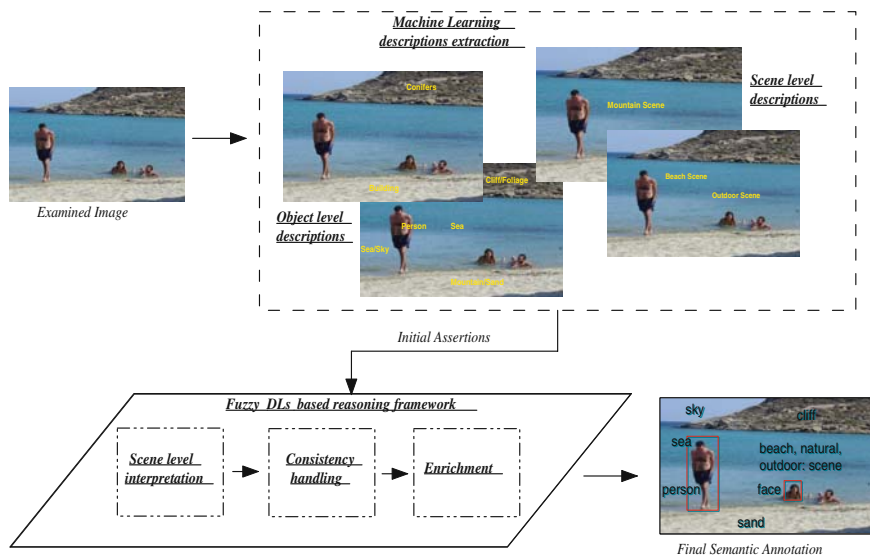 Machine Learning
descriptions extraction
Scene level
descriptions
Conifers
Mountain Scene
Examined Image
Cliff/Foliage
Beach Scene
Outdoor Scene
Object level
descriptions
Person
Sea
Sea/Sky
Initial Assertions
Fuzzy DLs based reasoning framework
Scene level
interpretation
Consistency
handling
Enrichment
sky
cliff
sea
beach, natural,
outdoor: scene
person
face
sand
Final Semantic Annotation